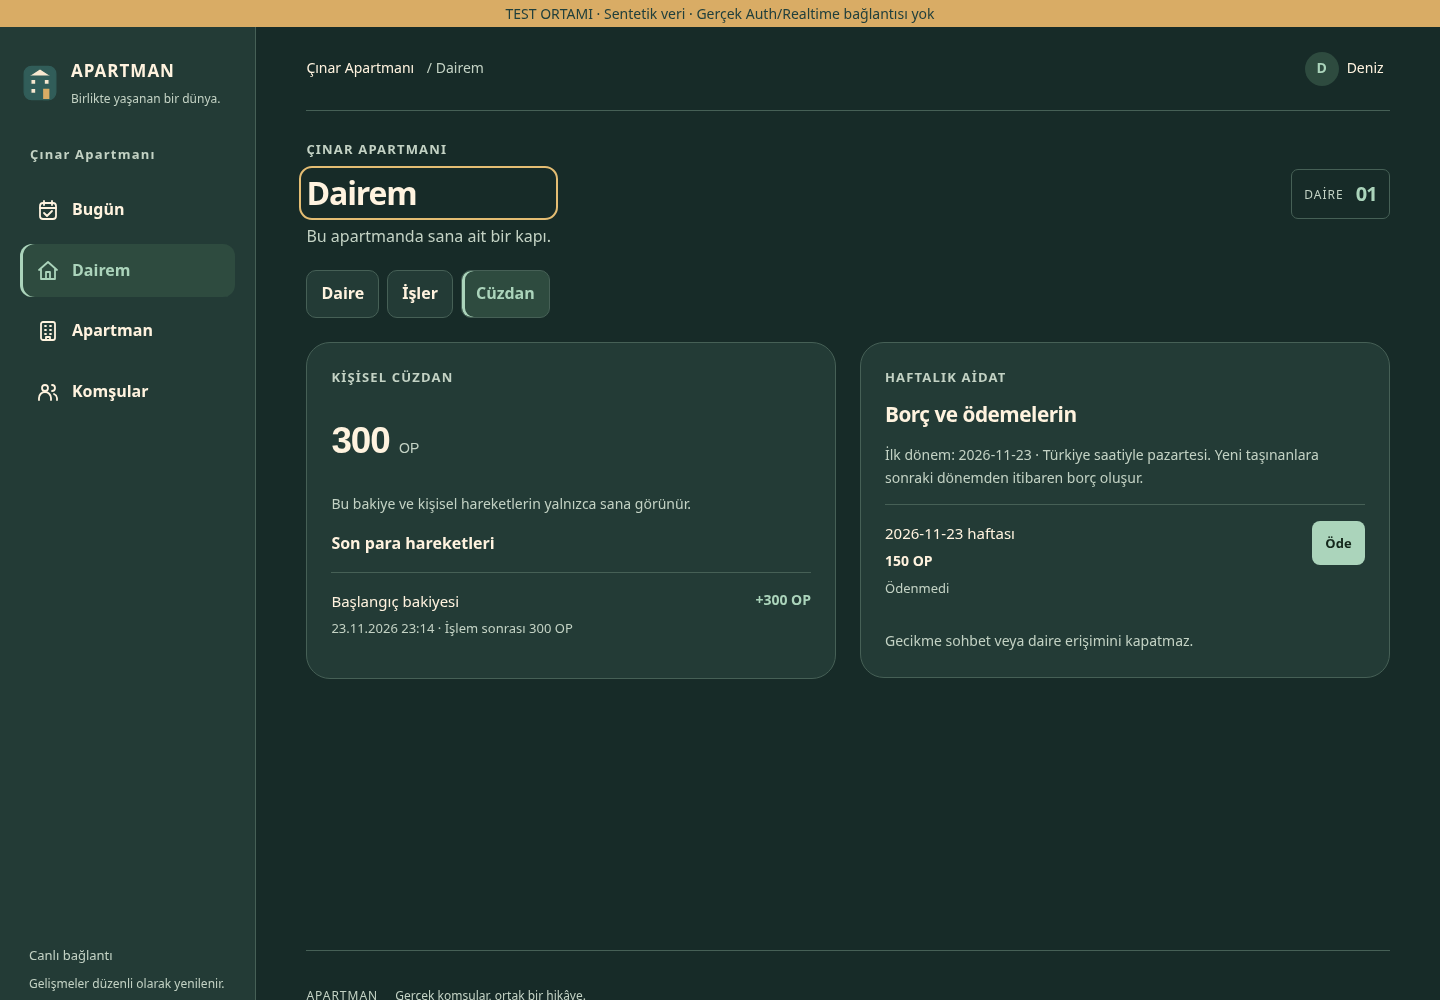 TEST ORTAMI · Sentetik veri · Gerçek Auth/Realtime bağlantısı yok
APARTMAN
Birlikte yaşanan bir dünya.
Çınar Apartmanı
Bugün
Dairem
Apartman
Komşular
Canlı bağlantı
Gelişmeler düzenli olarak yenilenir.
Çınar Apartmanı / Dairem
D Deniz
ÇINAR APARTMANI
Dairem
Bu apartmanda sana ait bir kapı.
DAİRE 01
Daire İşler Cüzdan
KİŞİSEL CÜZDAN
300 OP
Bu bakiye ve kişisel hareketlerin yalnızca sana görünür.
Son para hareketleri
Başlangıç bakiyesi +300 OP
23.11.2026 23:14 · İşlem sonrası 300 OP
HAFTALIK AİDAT
Borç ve ödemelerin
İlk dönem: 2026-11-23 · Türkiye saatiyle pazartesi. Yeni taşınanlara
sonraki dönemden itibaren borç oluşur.
2026-11-23 haftası
150 OP
Ödenmedi
Öde
Gecikme sohbet veya daire erişimini kapatmaz.
APARTMAN Gerçek komşular, ortak bir hikâye.